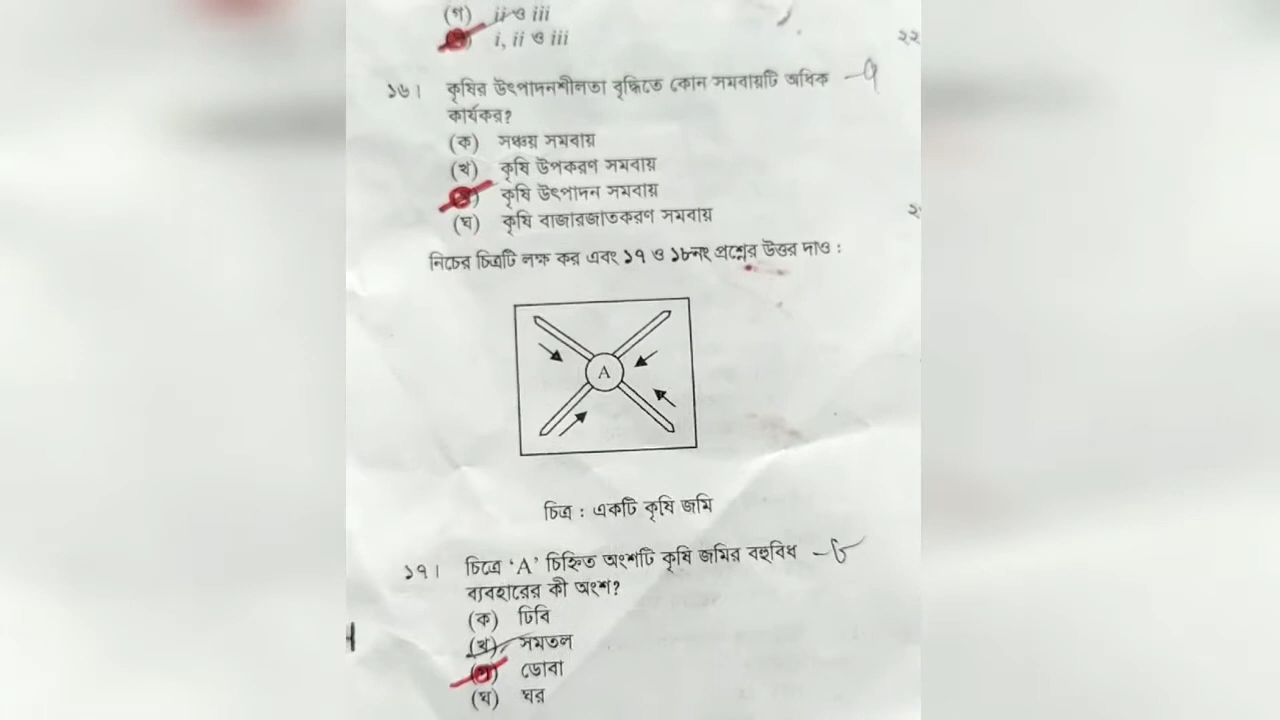 (গ) ii ও iii
i, ii ও iii
২২
১৬। কৃষির উৎপাদনশীলতা বৃদ্ধিতে কোন সমবায়টি অধিক
কার্যকর?
(ক) সঞ্চয় সমবায়
(খ) কৃষি উপকরণ সমবায়
কৃষি উৎপাদন সমবায়
(ঘ) কৃষি বাজারজাতকরণ সমবায়
নিচের চিত্রটি লক্ষ কর এবং ১৭ ও ১৮নং প্রশ্নের উত্তর দাও :
A
চিত্র : একটি কৃষি জমি
১৭। চিত্রে ‘A’ চিহ্নিত অংশটি কৃষি জমির বহুবিধ
ব্যবহারের কী অংশ?
(ক) ঢিবি
(খ) সমতল
(গ) ডোবা
(ঘ) ঘর